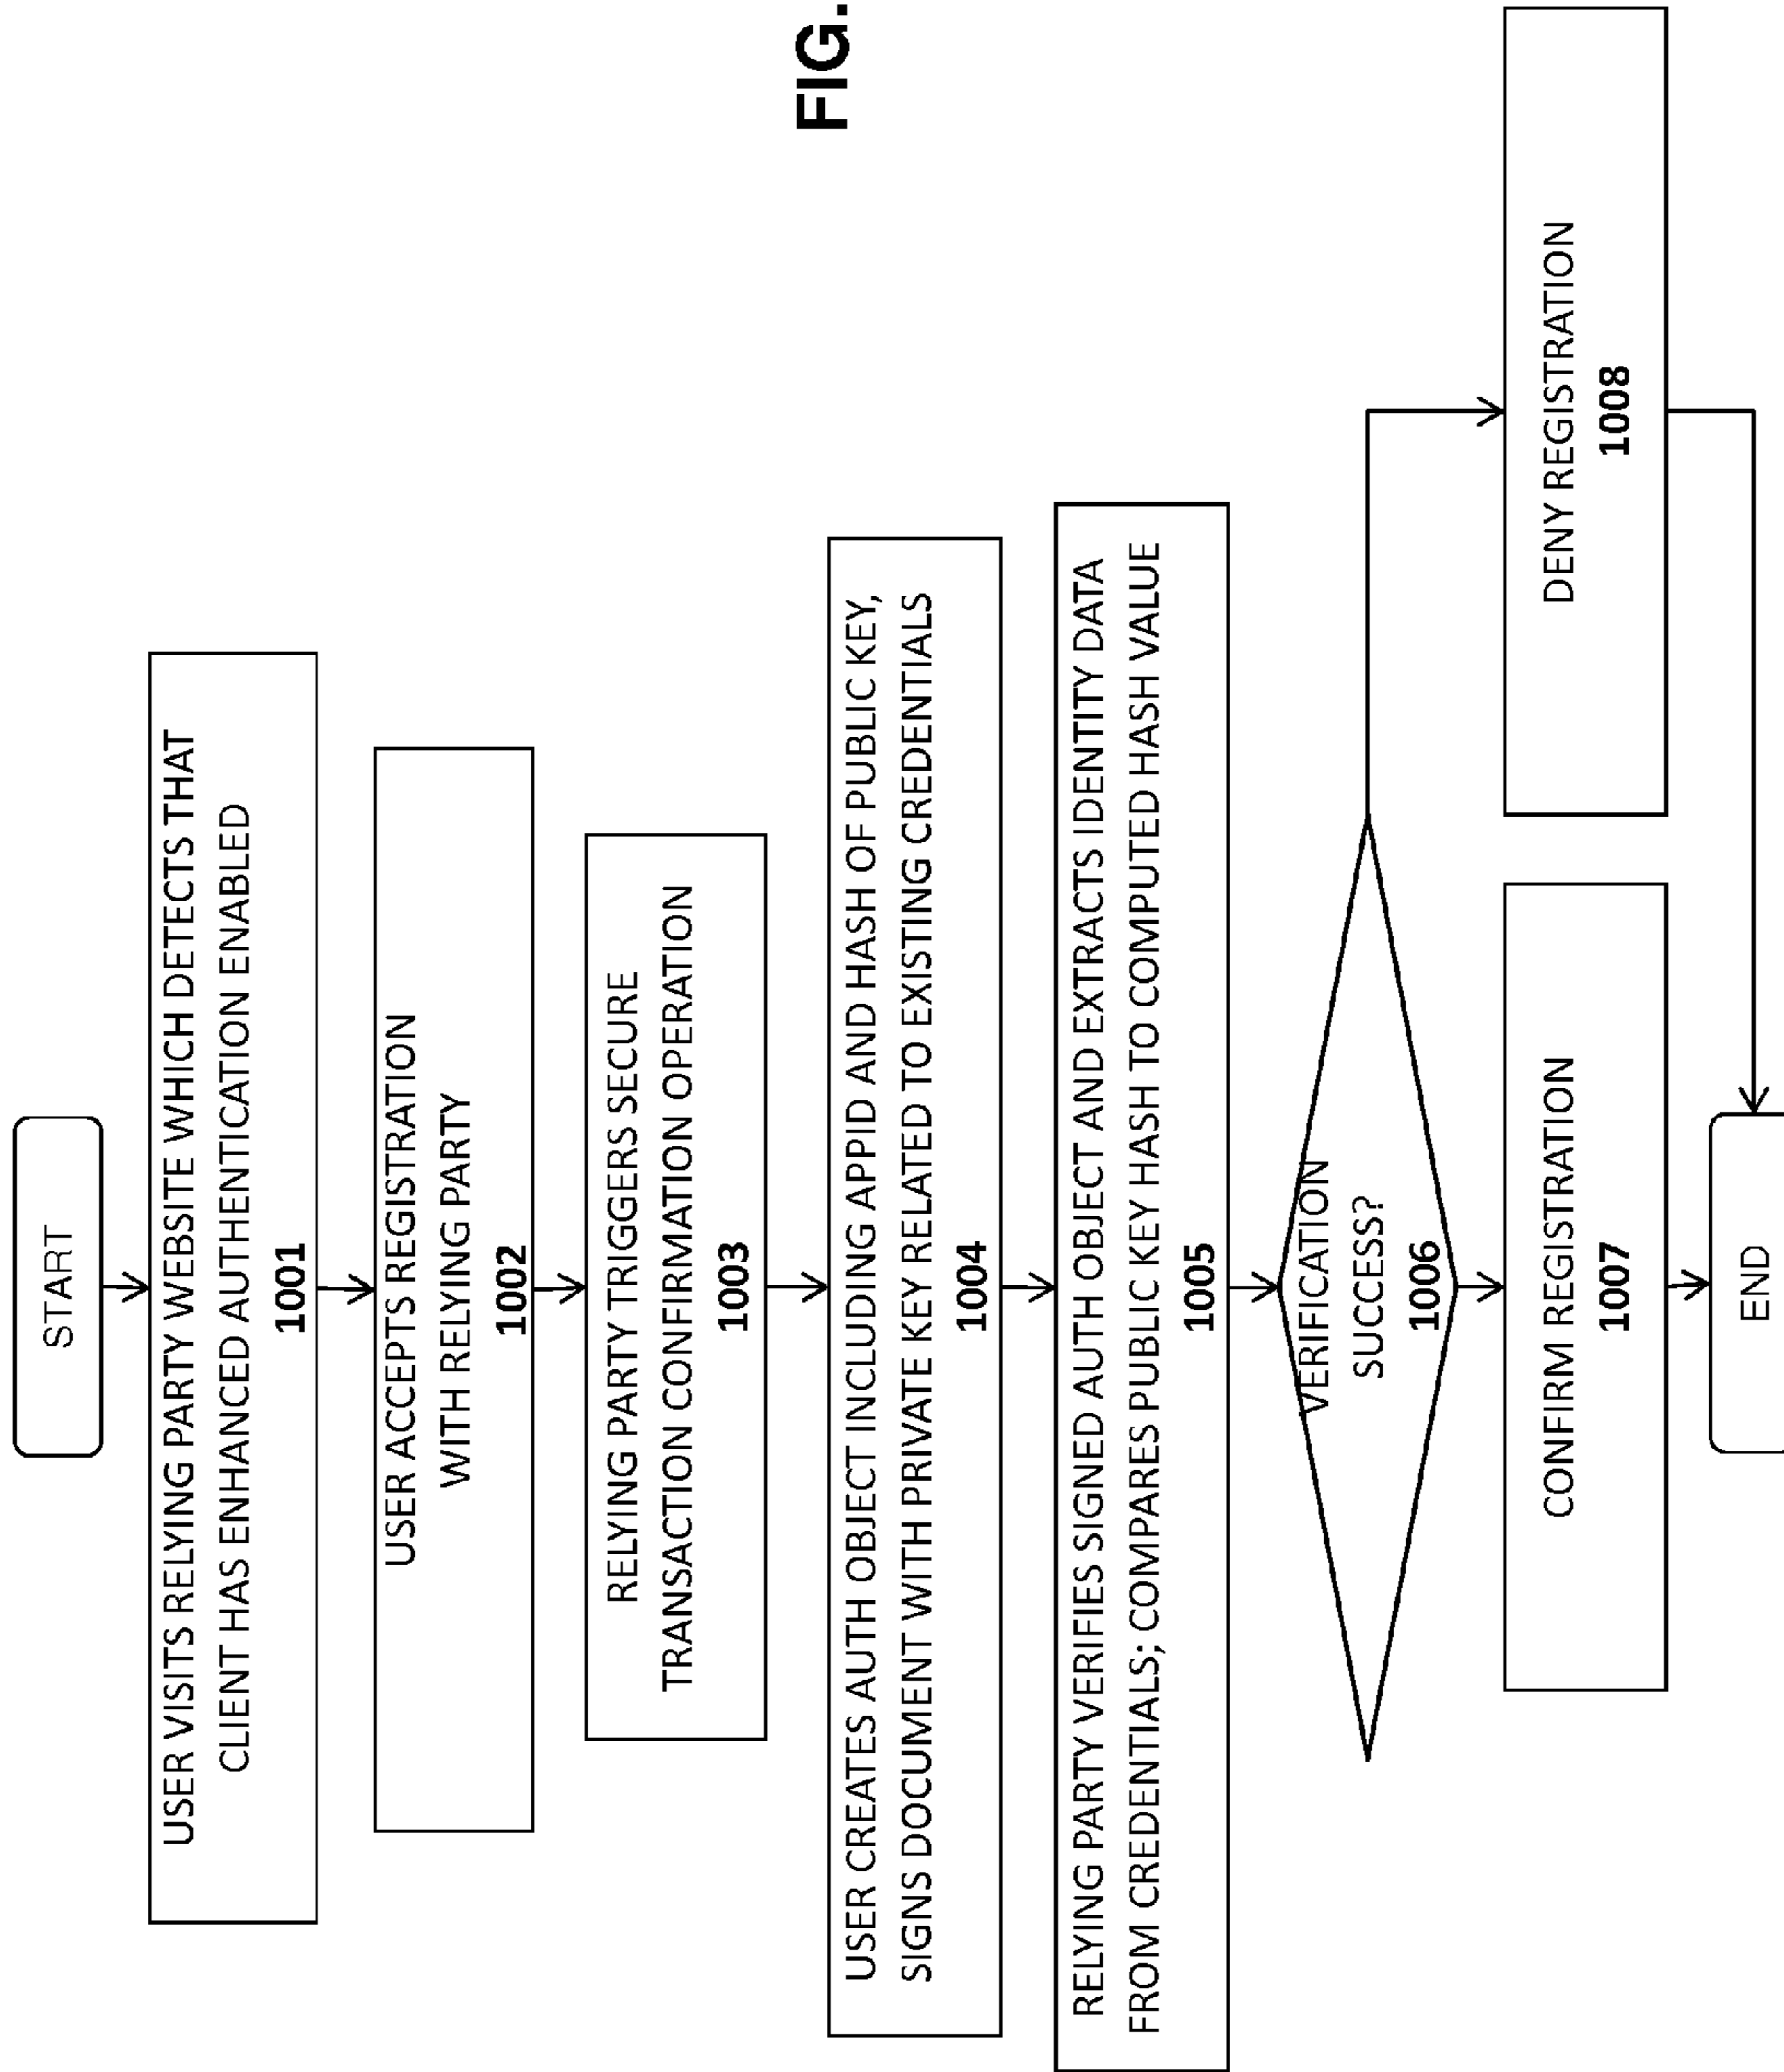 START
USER VISITS RELYING PARTY WEBSITE WHICH DETECTS THAT
CLIENT HAS ENHANCED AUTHENTICATION ENABLED
1001
USER ACCEPTS REGISTRATION
WITH RELYING PARTY
1002
RELYING PARTY TRIGGERS SECURE
TRANSACTION CONFIRMATION OPERATION
1003
USER CREATES AUTH OBJECT INCLUDING APPID AND HASH OF PUBLIC KEY,
SIGNS DOCUMENT WITH PRIVATE KEY RELATED TO EXISTING CREDENTIALS
1004
RELYING PARTY VERIFIES SIGNED AUTH OBJECT AND EXTRACTS IDENTITY DATA
FROM CREDENTIALS; COMPARES PUBLIC KEY HASH TO COMPUTED HASH VALUE
1005
VERIFICATION
SUCCESS?
1006
CONFIRM REGISTRATION
1007
DENY REGISTRATION
1008
END
FIG.